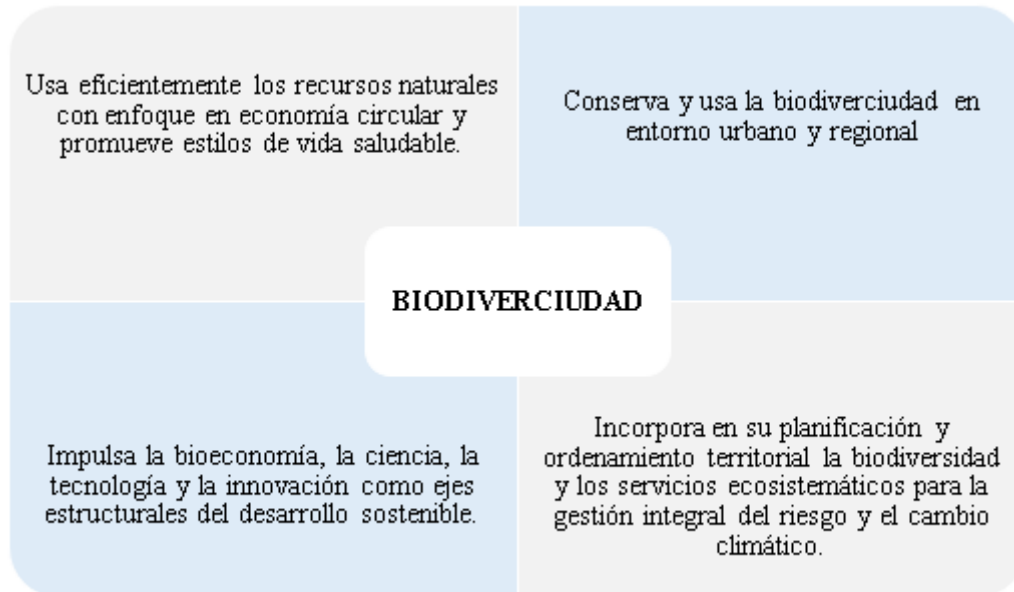 Usa eficientemente los recursos naturales
con enfoque en economía circular y
promueve estilos de vida saludable.
Conserva y usa la biodiverciudad en
entorno urbano y regional
BIODIVERCIUDAD
Impulsa la bioeconomía, la ciencia, la
tecnología y la innovación como ejes
estructurales del desarrollo sostenible.
Incorpora en su planificación y
ordenamiento territorial la biodiversidad
y los servicios ecosistemáticos para la
gestión integral del riesgo y el cambio
climático.